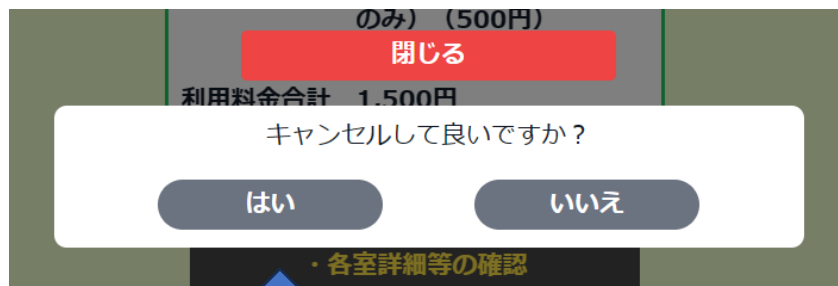 のみ）（500円）
閉じる
利用料金合計 1,500円
キャンセルして良いですか？
はい
いいえ
・各室詳細等の確認